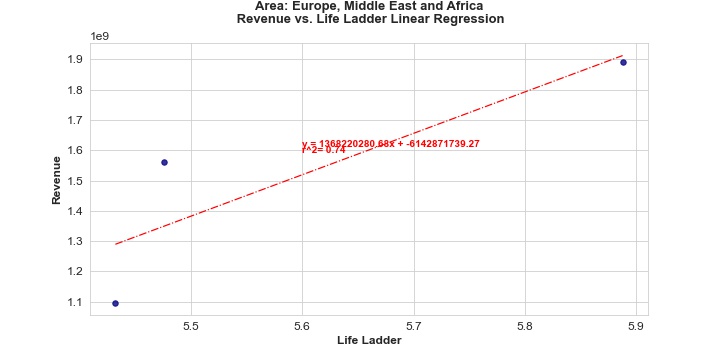 Area: Europe, Middle East and Africa
Revenue vs. Life Ladder Linear Regression
1e9
1.9
1.8
1.7
1.6
1.5
1.4
1.3
1.2
1.1
Revenue
y = 1368220280.68x + -6142871739.27
r^2= 0.74
5.5 5.6 5.7 5.8 5.9
Life Ladder